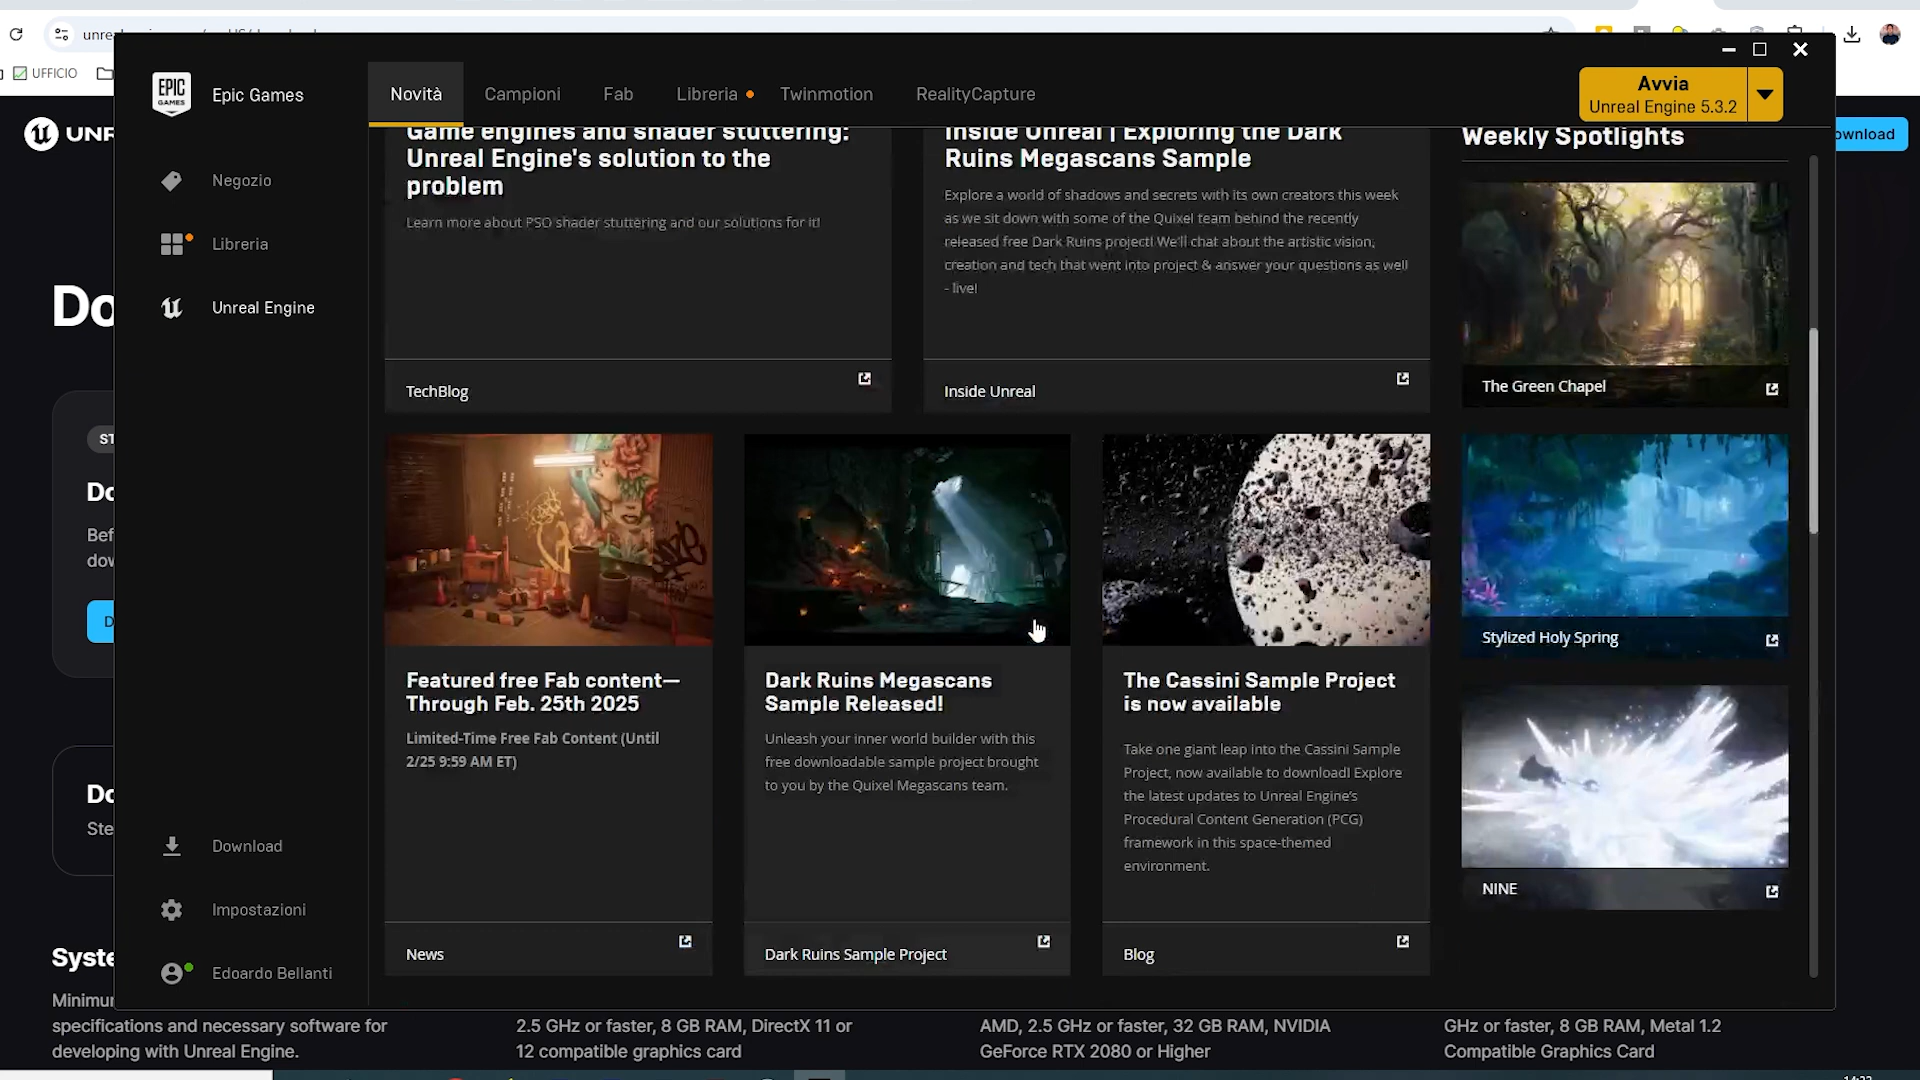 UFFICIO
EPIC GAMES
Epic Games
Novità
Campioni
Fab
Libreria
Twinmotion
RealityCapture
Avvia
Unreal Engine 5.3.2
Negozio
Libreria
Unreal Engine
Download
Impostazioni
Edoardo Bellanti
Game engines and shader stuttering:
Unreal Engine's solution to the
problem
Learn more about PSO shader stuttering and our solutions for it!
TechBlog
Inside Unreal | Exploring the Dark
Ruins Megascans Sample
Explore a world of shadows and secrets with its own creators this week
as we sit down with some of the Quixel team behind the recently
released free Dark Ruins project! We'll chat about the artistic vision,
creation and tech that went into project & answer your questions as well
- live!
Inside Unreal
Weekly Spotlights
The Green Chapel
Stylized Holy Spring
NINE
Featured free Fab content—
Through Feb. 25th 2025
Limited-Time Free Fab Content (Until
2/25 9:59 AM ET)
News
Dark Ruins Megascans
Sample Released!
Unleash your inner world builder with this
free downloadable sample project brought
to you by the Quixel Megascans team.
Dark Ruins Sample Project
The Cassini Sample Project
is now available
Take one giant leap into the Cassini Sample
Project, now available to download! Explore
the latest updates to Unreal Engine's
Procedural Content Generation (PCG)
framework in this space-themed
environment.
Blog
specifications and necessary software for
developing with Unreal Engine.
2.5 GHz or faster, 8 GB RAM, DirectX 11 or
12 compatible graphics card
AMD, 2.5 GHz or faster, 32 GB RAM, NVIDIA
GeForce RTX 2080 or Higher
GHz or faster, 8 GB RAM, Metal 1.2
Compatible Graphics Card